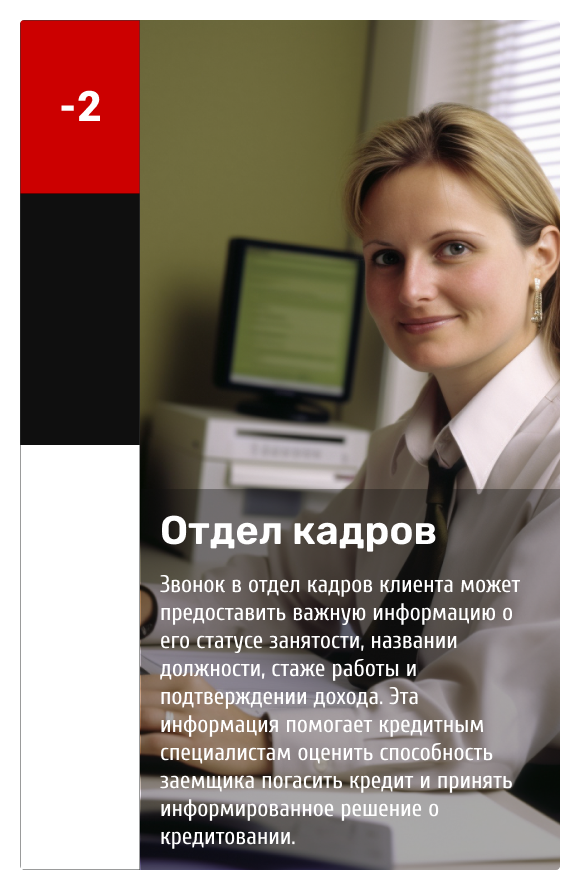 -2
Отдел кадров
Звонок в отдел кадров клиента может
предоставить важную информацию о
его статусе занятости, названии
должности, стаже работы и
подтверждении дохода. Эта
информация помогает кредитным
специалистам оценить способность
заемщика погасить кредит и принять
информированное решение о
кредитовании.